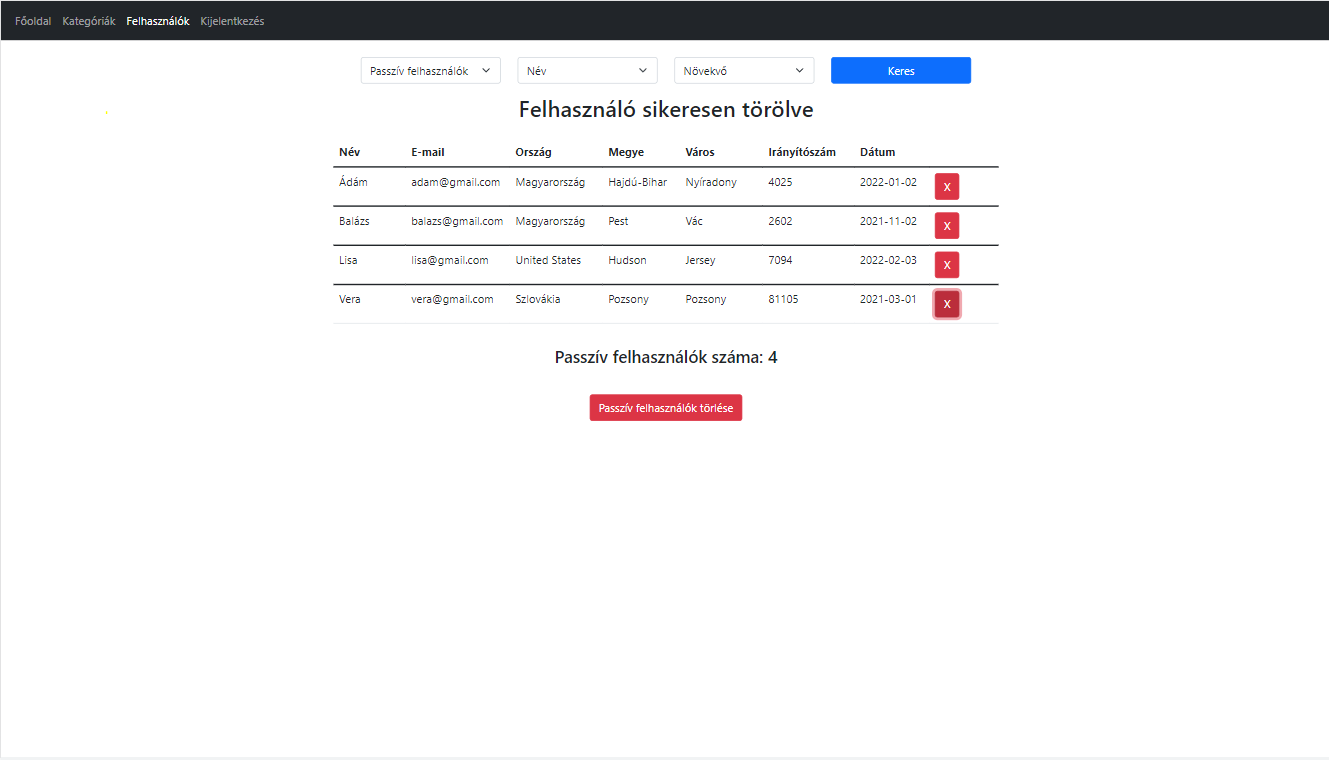 Főoldal Kategóriák Felhasználók Kijelentkezés
Passzív felhasználók Név Növekvő Keres
Felhasználó sikeresen törölve
Név E-mail Ország Megye Város Irányítószám Dátum
Ádám adam@gmail.com Magyarország Hajdú-Bihar Nyíradony 4025 2022-01-02 X
Balázs balazs@gmail.com Magyarország Pest Vác 2602 2021-11-02 X
Lisa lisa@gmail.com United States Hudson Jersey 7094 2022-02-03 X
Vera vera@gmail.com Szlovákia Pozsony Pozsony 81105 2021-03-01 X
Passzív felhasználók száma: 4
Passzív felhasználók törlése